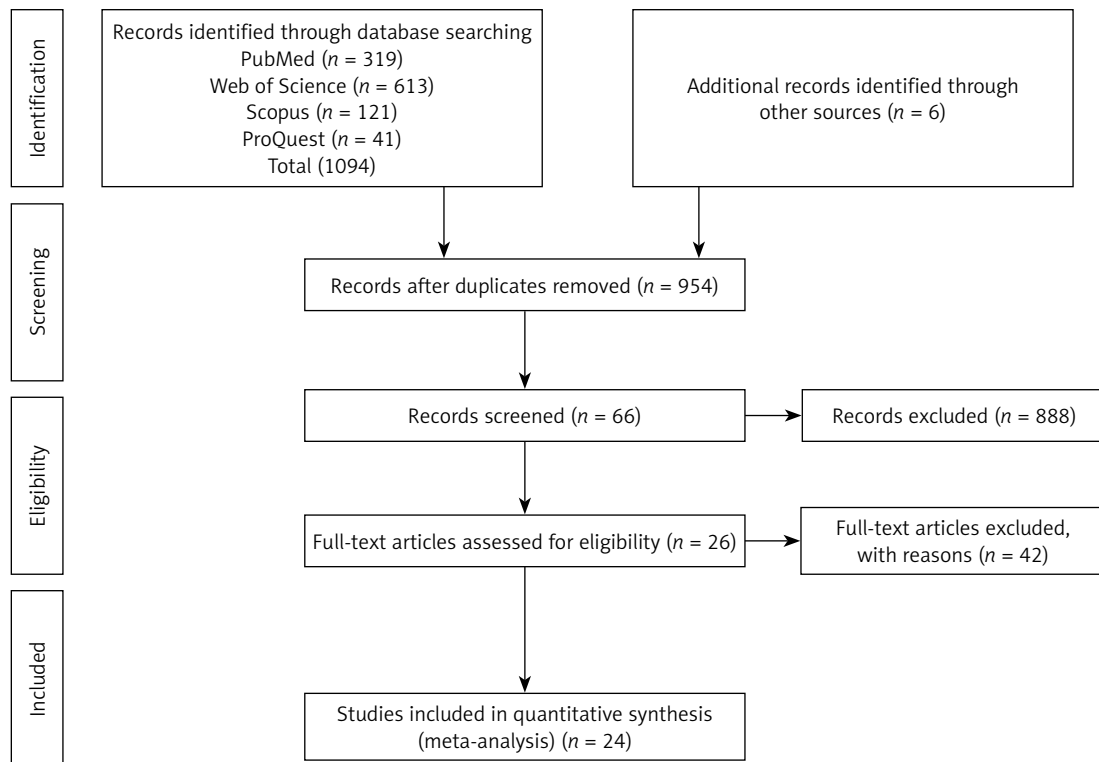 Identification
Records identified through database searching
PubMed (n = 319)
Web of Science (n = 613)
Scopus (n = 121)
ProQuest (n = 41)
Total (1094)
Additional records identified through
other sources (n = 6)
Screening
Records after duplicates removed (n = 954)
Eligibility
Records screened (n = 66)
Records excluded (n = 888)
Full-text articles assessed for eligibility (n = 26)
Full-text articles excluded,
with reasons (n = 42)
Included
Studies included in quantitative synthesis
(meta-analysis) (n = 24)